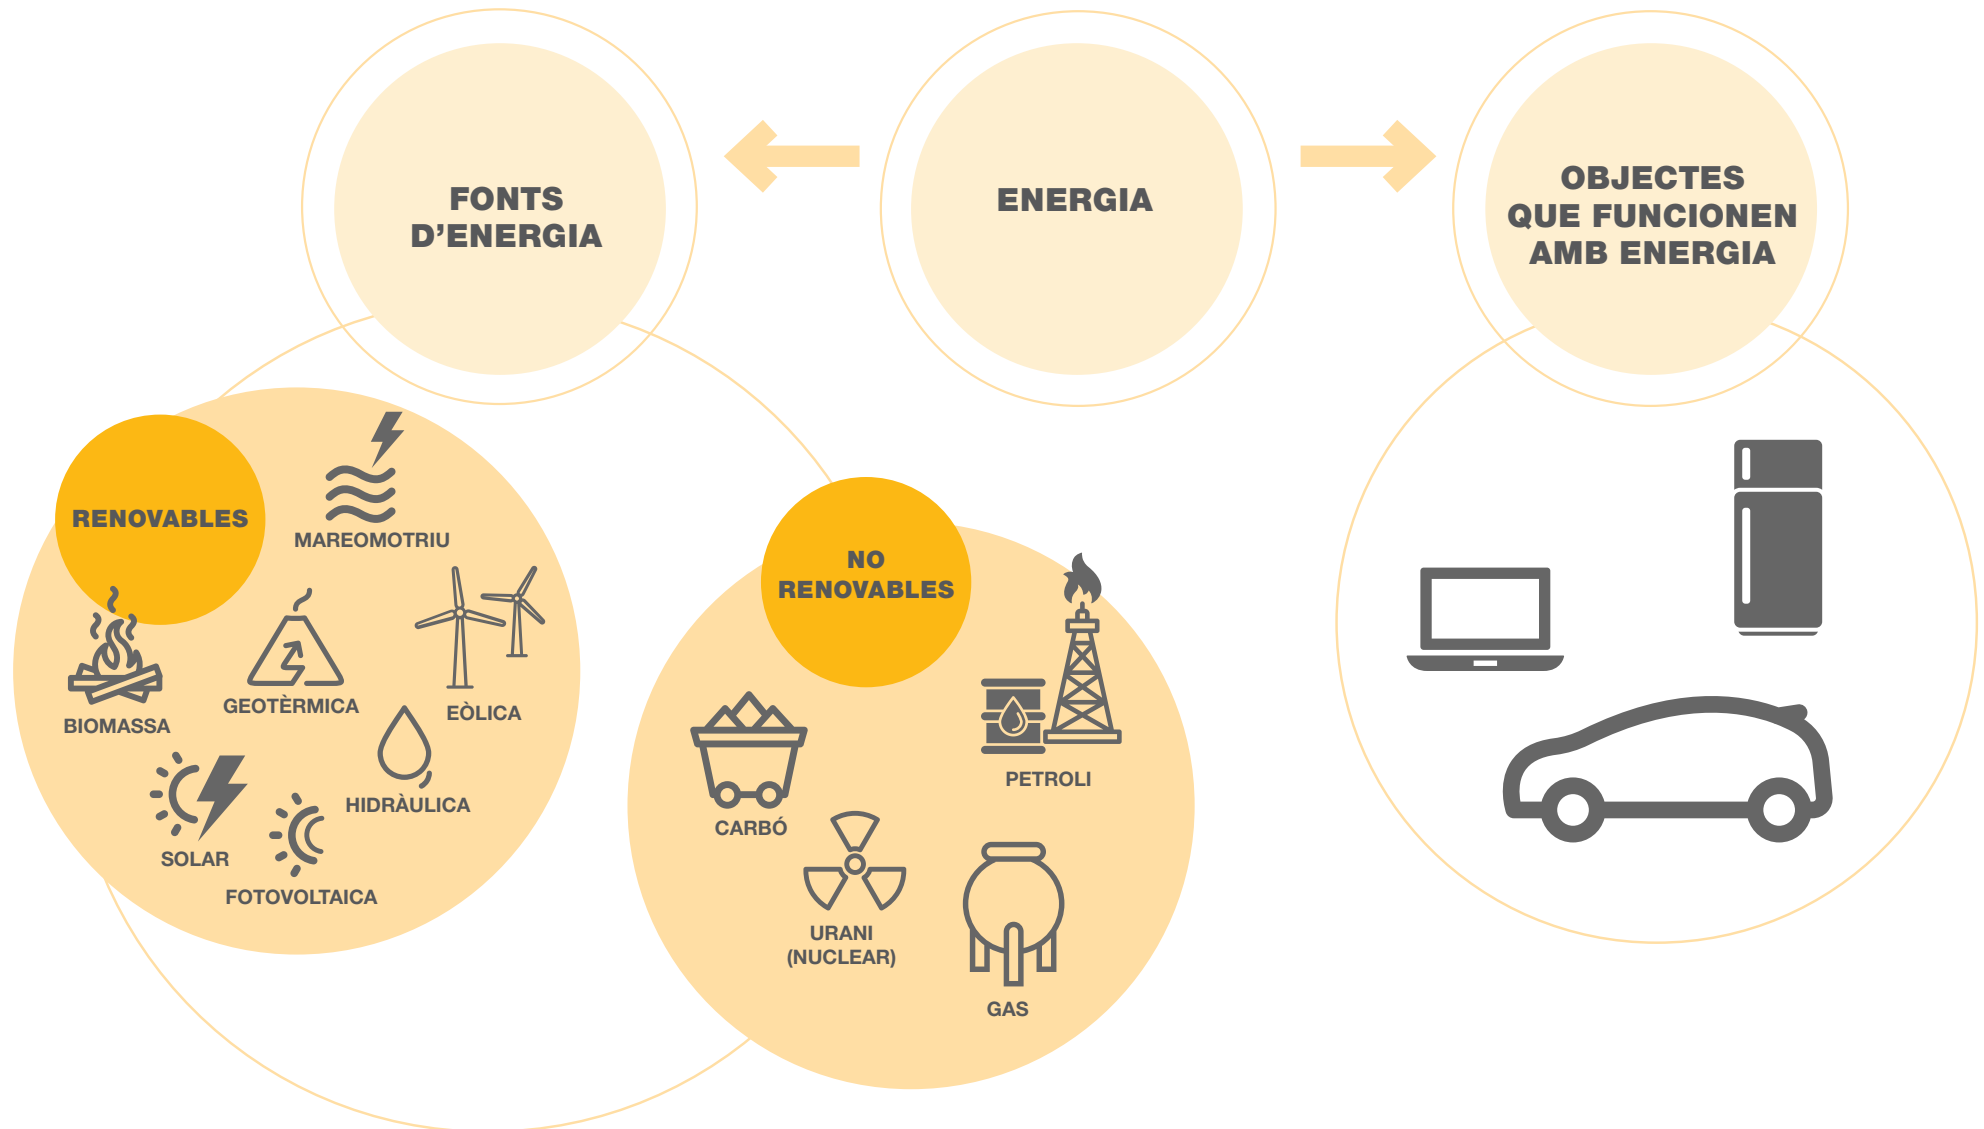 FONTS
D’ENERGIA
ENERGIA
OBJECTES
QUE FUNCIONEN
AMB ENERGIA
RENOVABLES
MAREOMOTRIU
BIOMASSA
GEOTÈRMICA
EÒLICA
HIDRÀULICA
SOLAR
FOTOVOLTAICA
NO
RENOVABLES
PETROLI
CARBÓ
URANI
(NUCLEAR)
GAS